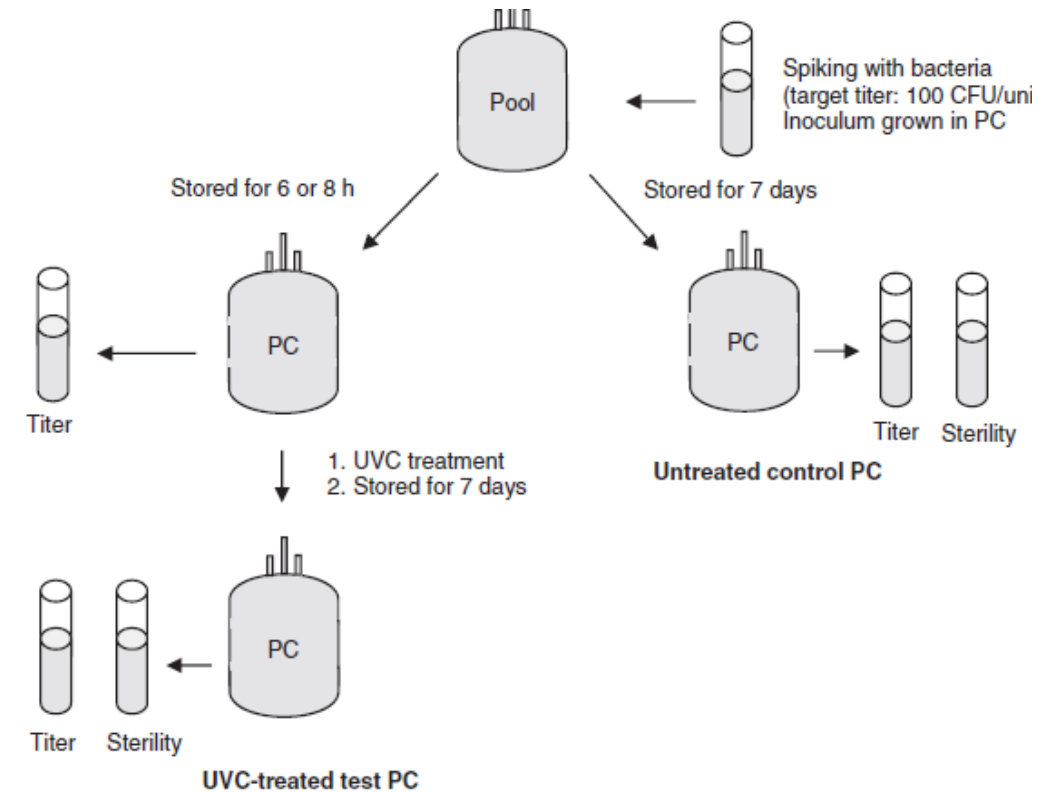 Pool
Spiking with bacteria
(target titer: 100 CFU/uni
Inoculum grown in PC
Stored for 6 or 8 h
Stored for 7 days
PC
PC
Titer
Titer
Sterility
1. UVC treatment
2. Stored for 7 days
Untreated control PC
PC
Titer
Sterility
UVC-treated test PC